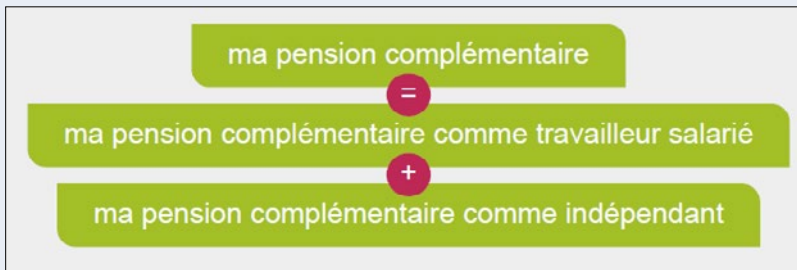 ma pension complémentaire
=
ma pension complémentaire comme travailleur salarié
+
ma pension complémentaire comme indépendant